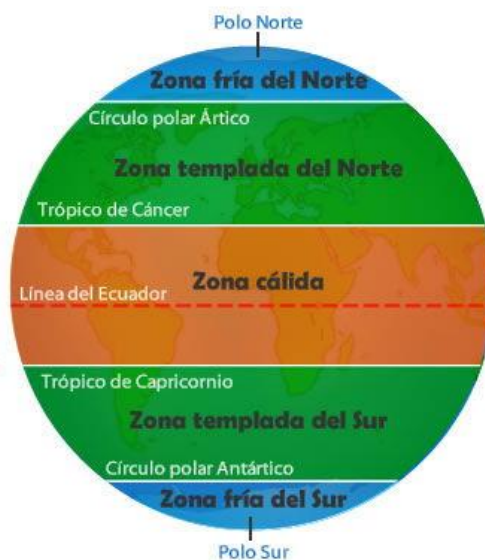 Polo Norte
Zona fría del Norte
Círculo polar Ártico
Zona templada del Norte
Trópico de Cáncer
Zona cálida
Línea del Ecuador
Trópico de Capricornio
Zona templada del Sur
Círculo polar Antártico
Zona fría del Sur
Polo Sur